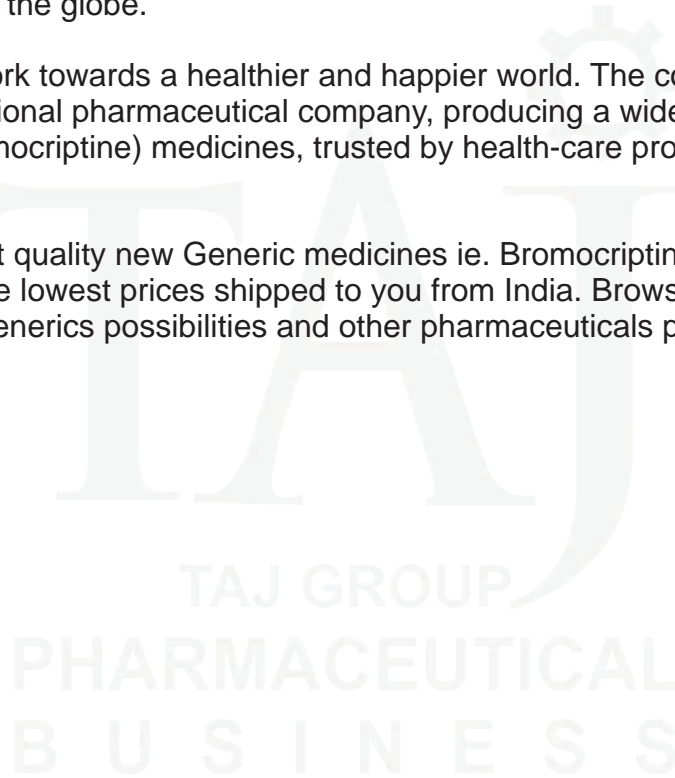 the globe.
rk towards a healthier and happier world. The co
ional pharmaceutical company, producing a wide
nocriptine) medicines, trusted by health-care pro
t quality new Generic medicines ie. Bromocriptin
e lowest prices shipped to you from India. Brows
enerics possibilities and other pharmaceuticals p
TAJ
TAJ GROUP
PHARMACEUTICAL
BUSINESS